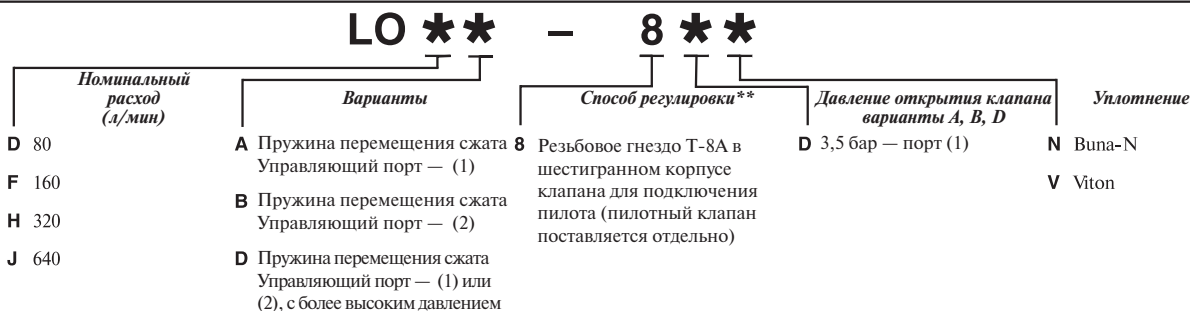 LO ** - 8 **
Номинальный
расход
(л/мин)
D 80
F 160
H 320
J 640
Варианты
A Пружина перемещения сжата
Управляющий порт — (1)
B Пружина перемещения сжата
Управляющий порт — (2)
D Пружина перемещения сжата
Управляющий порт — (1) или
(2), с более высоким давлением
Способ регулировки**
8 Резьбовое гнездо T-8A в
шестигранном корпусе
клапана для подключения
пилота (пилотный клапан
поставляется отдельно)
Давление открытия клапана
варианты A, B, D
D 3,5 бар — порт (1)
Уплотнение
N Buna-N
V Viton